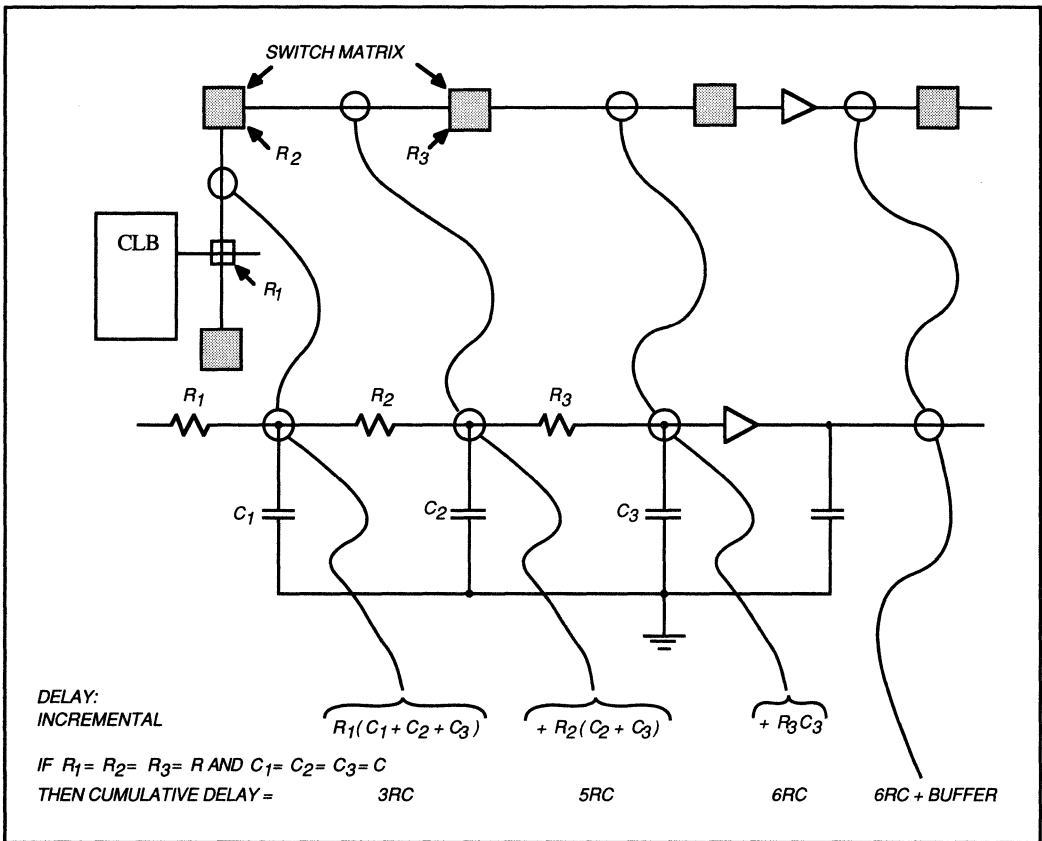 SWITCH MATRIX
R2
R3
CLB
R1
R1
R2
R3
C1
C2
C3
DELAY:
INCREMENTAL
R1(C1+C2+C3)
+ R2(C2+C3)
+ R3C3
IF R1= R2= R3= R AND C1= C2= C3= C
THEN CUMULATIVE DELAY = 3RC 5RC 6RC 6RC + BUFFER